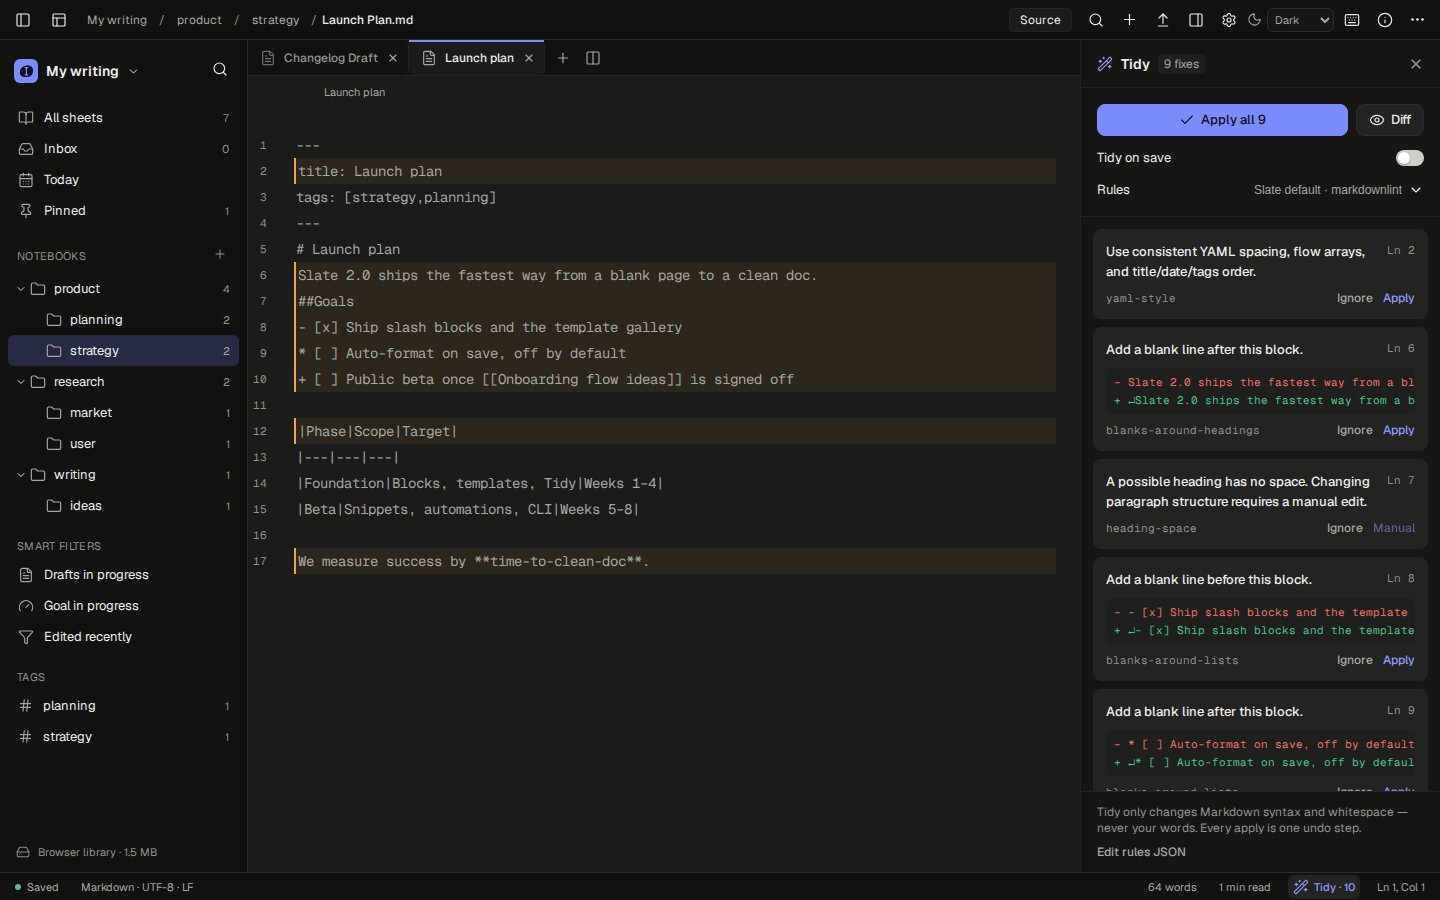 My writing / product / strategy / Launch Plan.md
Source
Dark
My writing
All sheets 7
Inbox 0
Today
Pinned 1
NOTEBOOKS
product 4
planning 2
strategy 2
research 2
market 1
user 1
writing 1
ideas 1
SMART FILTERS
Drafts in progress
Goal in progress
Edited recently
TAGS
# planning 1
# strategy 1
Browser library · 1.5 MB
Changelog Draft
Launch plan
Launch plan
1 ---
2 title: Launch plan
3 tags: [strategy,planning]
4 ---
5 # Launch plan
6 Slate 2.0 ships the fastest way from a blank page to a clean doc.
7 ##Goals
8 - [x] Ship slash blocks and the template gallery
9 * [ ] Auto-format on save, off by default
10 + [ ] Public beta once [[Onboarding flow ideas]] is signed off
11
12 |Phase|Scope|Target|
13 |---|---|---|
14 |Foundation|Blocks, templates, Tidy|Weeks 1-4|
15 |Beta|Snippets, automations, CLI|Weeks 5-8|
16
17 We measure success by **time-to-clean-doc**.
Tidy 9 fixes
Apply all 9
Diff
Tidy on save
Rules Slate default · markdownlint
Use consistent YAML spacing, flow arrays, Ln 2
and title/date/tags order.
yaml-style Ignore Apply
Add a blank line after this block. Ln 6
- Slate 2.0 ships the fastest way from a bl
+ ↵Slate 2.0 ships the fastest way from a b
blanks-around-headings Ignore Apply
A possible heading has no space. Changing Ln 7
paragraph structure requires a manual edit.
heading-space Ignore Manual
Add a blank line before this block. Ln 8
- - [x] Ship slash blocks and the template
+ ↵- [x] Ship slash blocks and the template
blanks-around-lists Ignore Apply
Add a blank line after this block. Ln 9
- * [ ] Auto-format on save, off by default
+ ↵* [ ] Auto-format on save, off by defaul
blanks-around-lists Ignore Apply
Tidy only changes Markdown syntax and whitespace —
never your words. Every apply is one undo step.
Edit rules JSON
Saved
Markdown · UTF-8 · LF
64 words
1 min read
Tidy · 10
Ln 1, Col 1